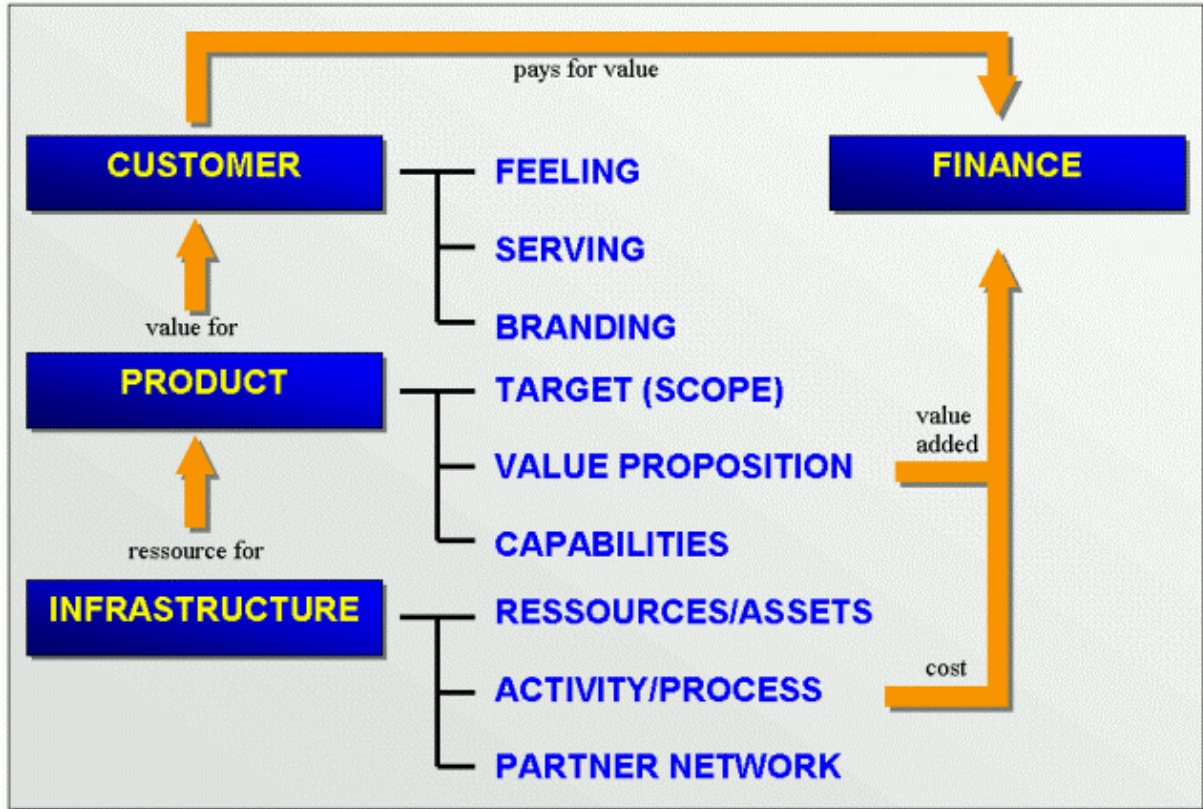 pays for value
CUSTOMER
FINANCE
FEELING
SERVING
BRANDING
value for
PRODUCT
TARGET (SCOPE)
VALUE PROPOSITION
CAPABILITIES
value
added
ressource for
INFRASTRUCTURE
RESSOURCES/ASSETS
ACTIVITY/PROCESS
PARTNER NETWORK
cost